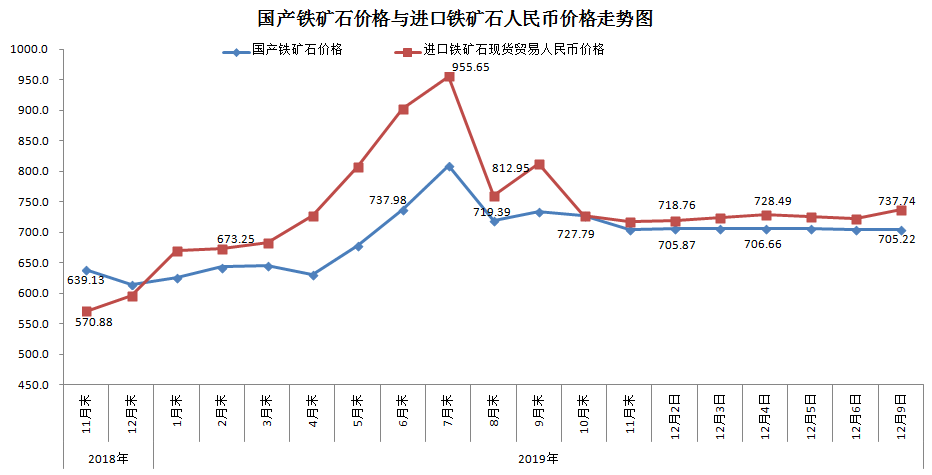 国产铁矿石价格与进口铁矿石人民币价格走势图
国产铁矿石价格
进口铁矿石现货贸易人民币价格
1000.0
950.0
900.0
850.0
800.0
750.0
700.0
650.0
600.0
550.0
500.0
450.0
955.65
812.95
737.98
719.39
727.79
673.25
639.13
570.88
718.76
728.49
737.74
705.87
706.66
705.22
11月末
12月末
1月末
2月末
3月末
4月末
5月末
6月末
7月末
8月末
9月末
10月末
11月末
12月2日
12月3日
12月4日
12月5日
12月6日
12月9日
2018年
2019年